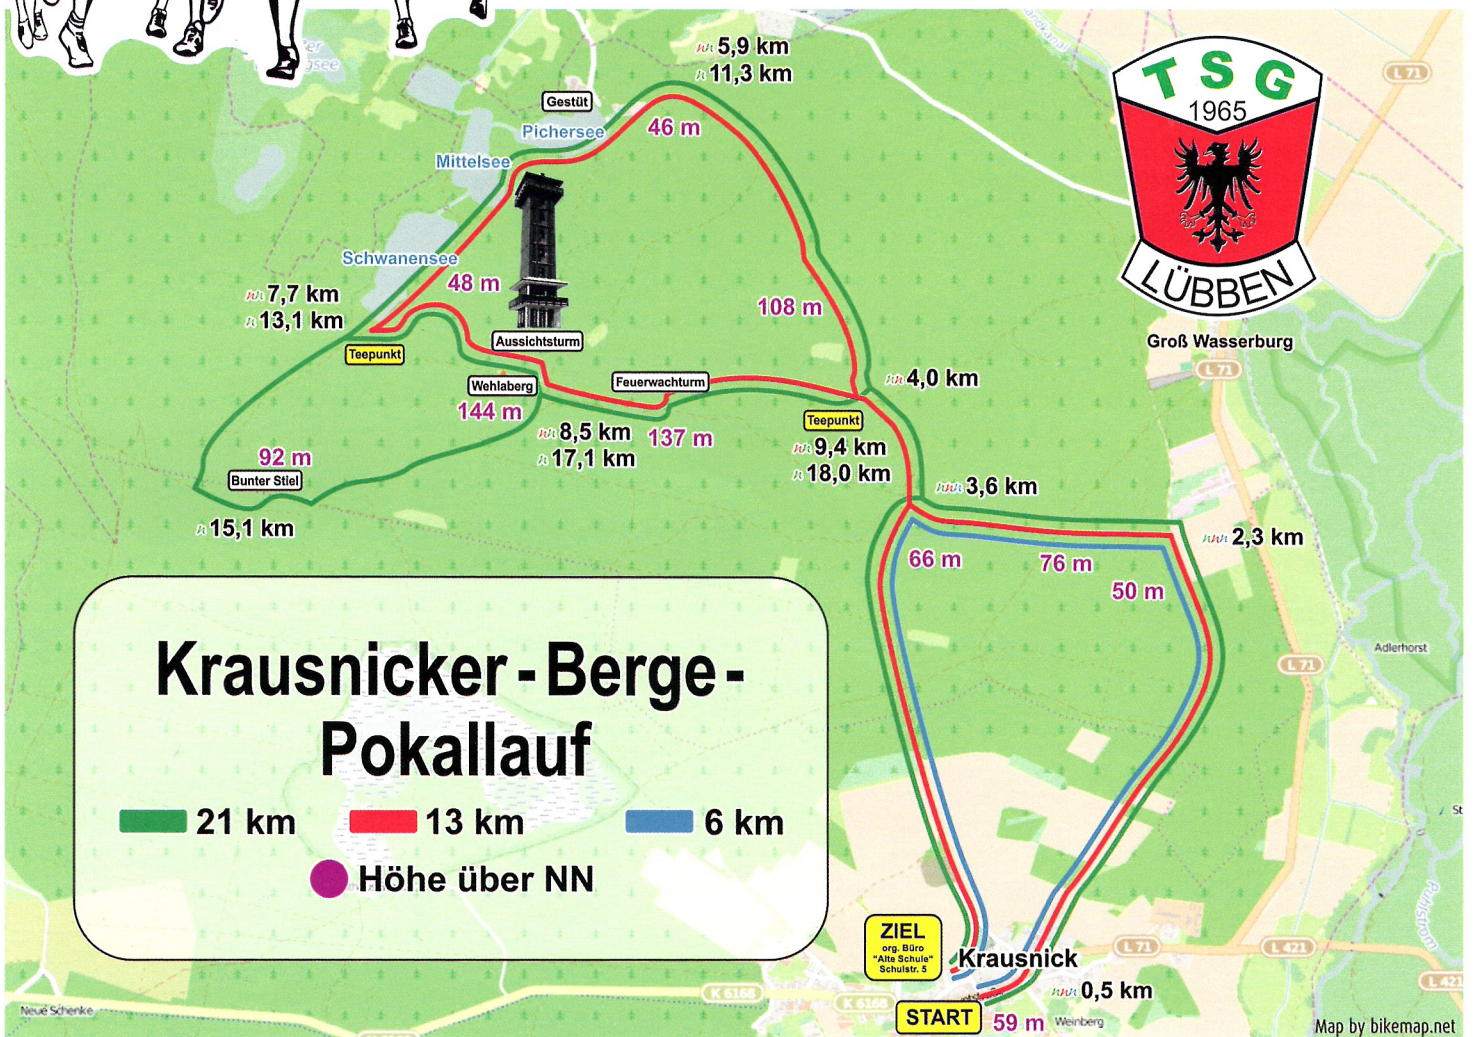 5,9 km
11,3 km
L 71
TSG
1965
LÜBBEN
Gestüt
Pichersee
46 m
Mittelsee
Schwanensee
48 m
7,7 km
13,1 km
108 m
Teepunkt
Aussichtsturm
Groß Wasserburg
L 71
Wehlaberg
Feuerwachturm
4,0 km
144 m
Teepunkt
8,5 km
137 m
17,1 km
9,4 km
18,0 km
92 m
Bunter Stiel
15,1 km
3,6 km
2,3 km
66 m
76 m
50 m
Krausnicker-Berge-
Pokallauf
21 km
13 km
6 km
Höhe über NN
Adlerhorst
L 71
St
ZIEL
org. Büro
"Alte Schule"
Schulstr. 5
Krausnick
L 71
L 421
L 421
0,5 km
K 6168
K 6168
START
59 m
Weinberg
Neue Schenke
Map by bikemap.net